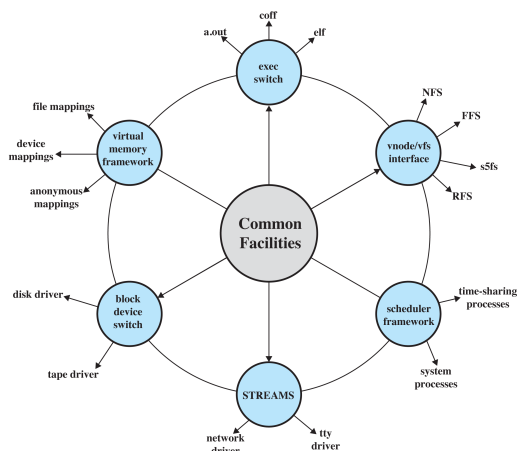 coff
a.out
elf
exec
switch
NFS
FFS
s5fs
RFS
vnode/vfs
interface
file mappings
device
mappings
anonymous
mappings
virtual
memory
framework
Common
Facilities
disk driver
tape driver
block
device
switch
time-sharing
processes
system
processes
scheduler
framework
STREAMS
network
driver
tty
driver